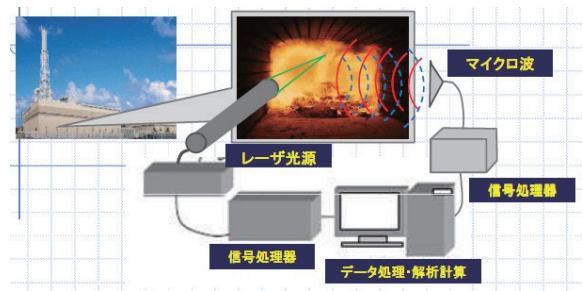 マイクロ波
レーザ光源
信号処理器
信号処理器
データ処理・解析計算